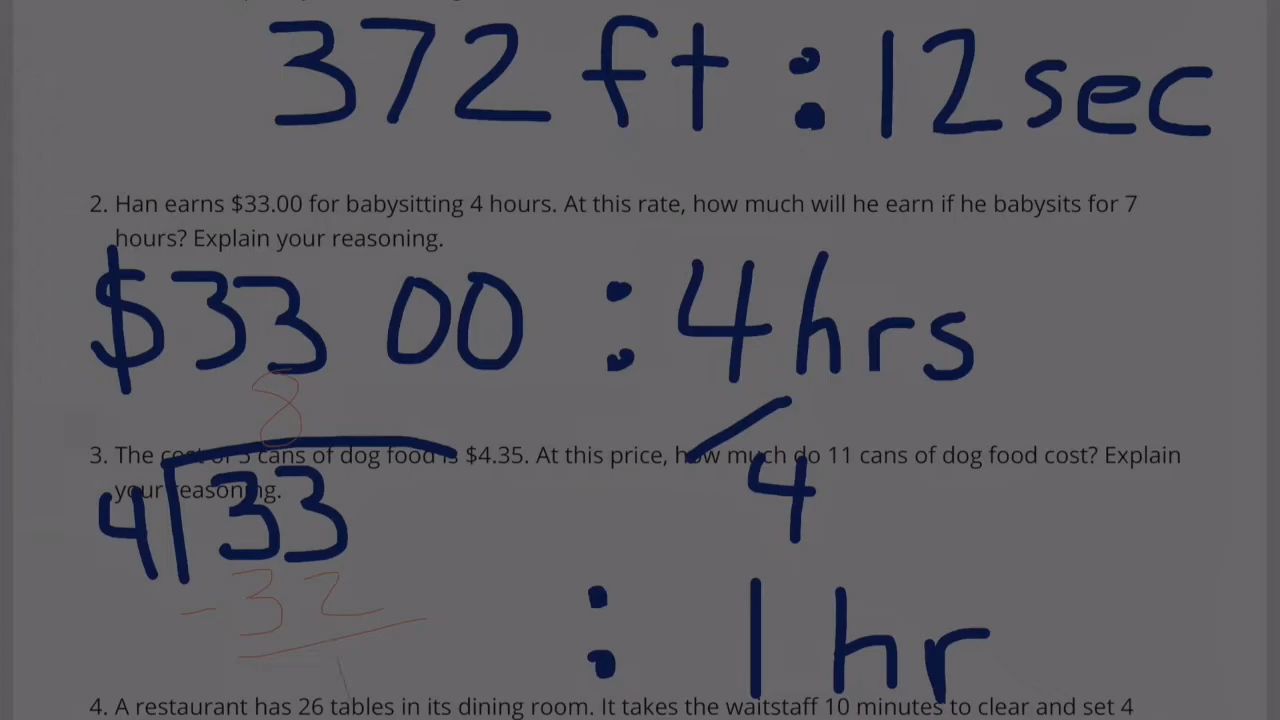 372 ft : 12 sec
2. Han earns $33.00 for babysitting 4 hours. At this rate, how much will he earn if he babysits for 7
hours? Explain your reasoning.
$33 00 : 4 hrs
8
3. The cost of 5 cans of dog food is $4.35. At this price, how much do 11 cans of dog food cost? Explain
your reasoning.
4 33
/ 4
- 32
1
: 1 hr
4. A restaurant has 26 tables in its dining room. It takes the waitstaff 10 minutes to clear and set 4